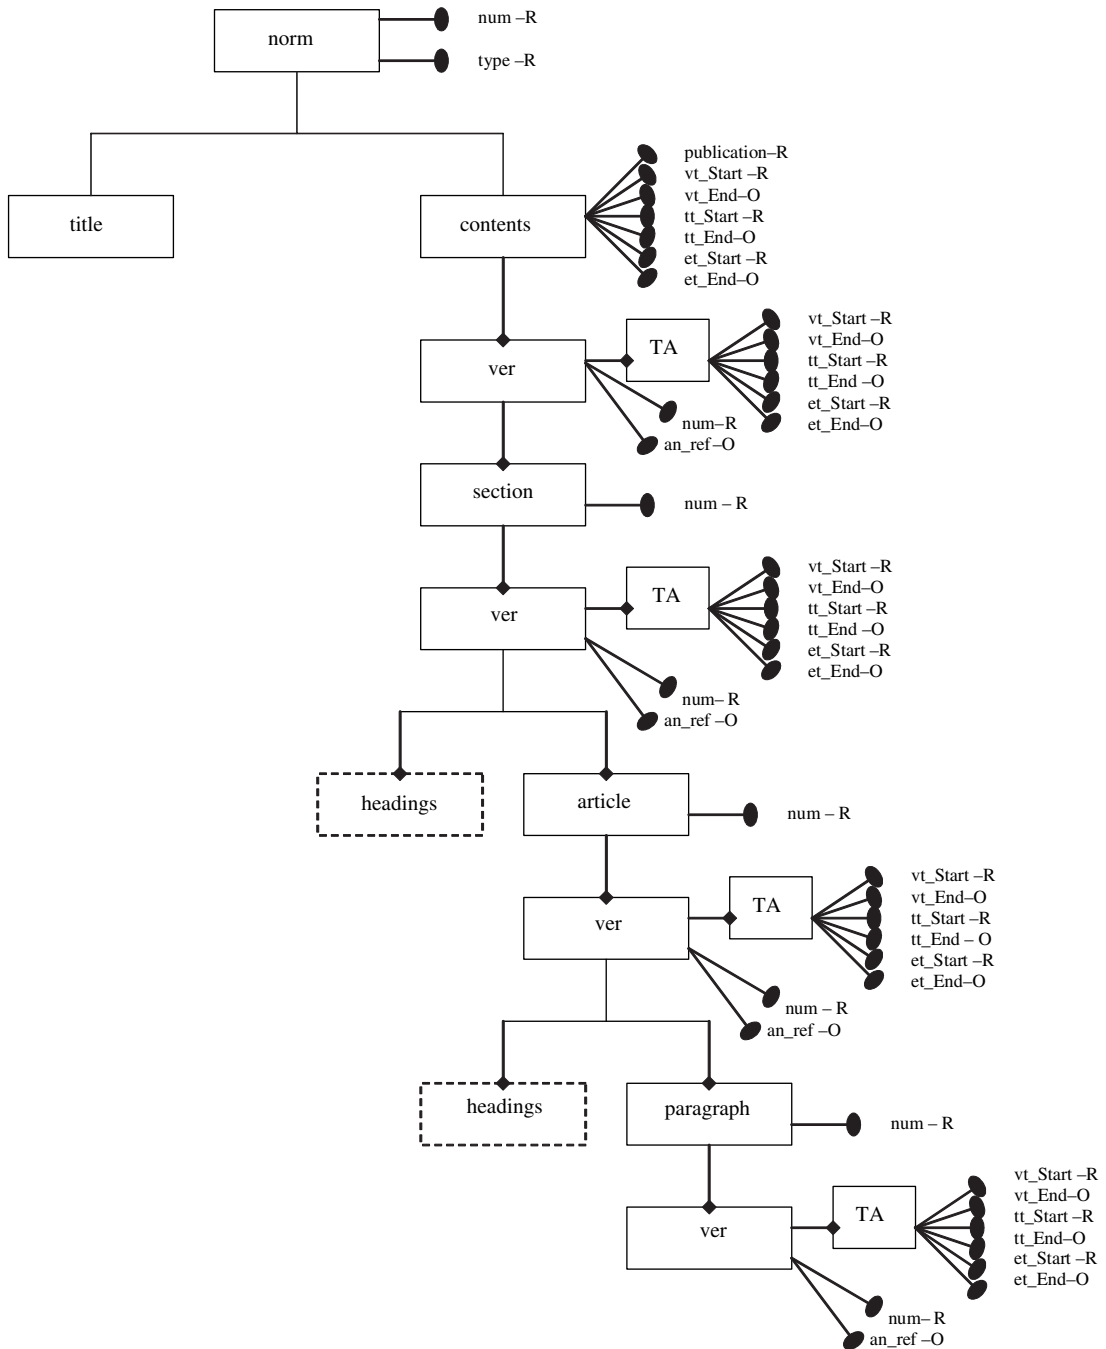 num –R
norm
type –R
publication–R
vt_Start –R
vt_End–O
title
contents
tt_Start –R
tt_End–O
et_Start –R
et_End–O
vt_Start –R
vt_End–O
TA
tt_Start –R
ver
tt_End –O
et_Start –R
et_End–O
num–R
an_ref –O
section
num – R
vt_Start –R
vt_End–O
TA
tt_Start –R
ver
tt_End –O
et_Start –R
et_End–O
num– R
an_ref –O
headings
article
num – R
vt_Start –R
vt_End–O
TA
tt_Start –R
ver
tt_End – O
et_Start –R
et_End–O
num – R
an_ref –O
headings
paragraph
num – R
vt_Start –R
vt_End–O
TA
tt_Start –R
ver
tt_End–O
et_Start –R
et_End–O
num– R
an_ref –O